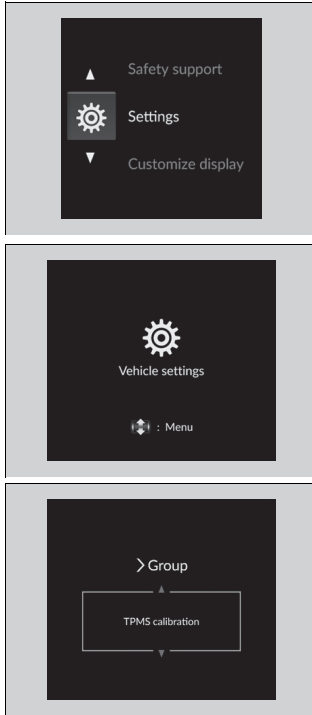 Safety support
Settings
Customize display
Vehicle settings
: Menu
Group
TPMS calibration